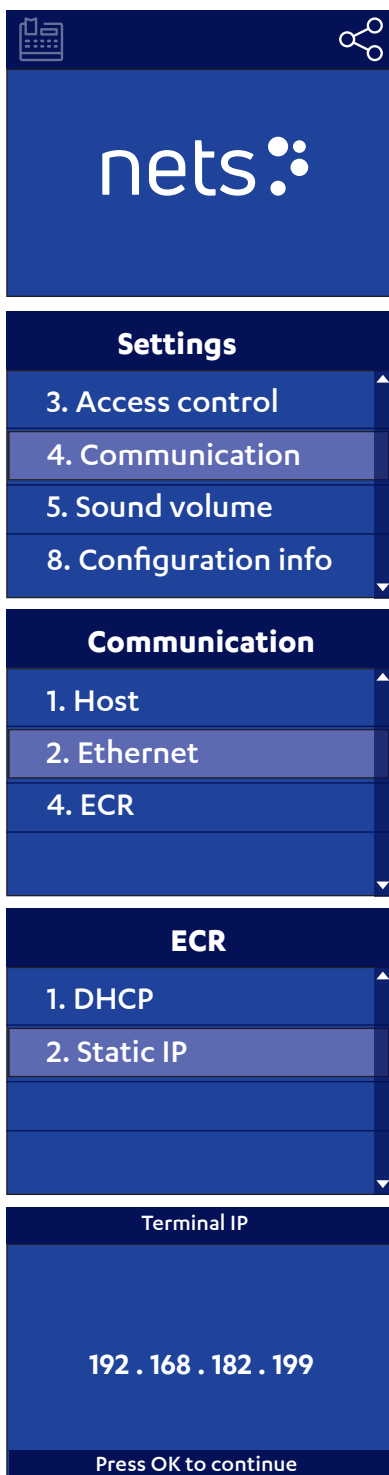 nets
Settings
3. Access control
4. Communication
5. Sound volume
8. Configuration info
Communication
1. Host
2. Ethernet
4. ECR
ECR
1. DHCP
2. Static IP
Terminal IP
192 . 168 . 182 . 199
Press OK to continue